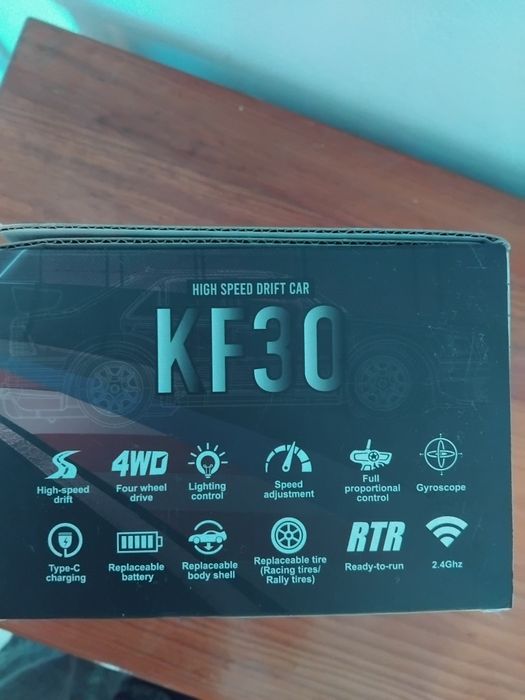 HIGH SPEED DRIFT CAR
KF30
High-speed
drift
4WD
Four wheel
drive
Lighting
control
Speed
adjustment
Full
proportional
control
Gyroscope
Type-C
charging
Replaceable
battery
Replaceable
body shell
Replaceable tire
(Racing tires/
Rally tires)
RTR
Ready-to-run
2.4Ghz